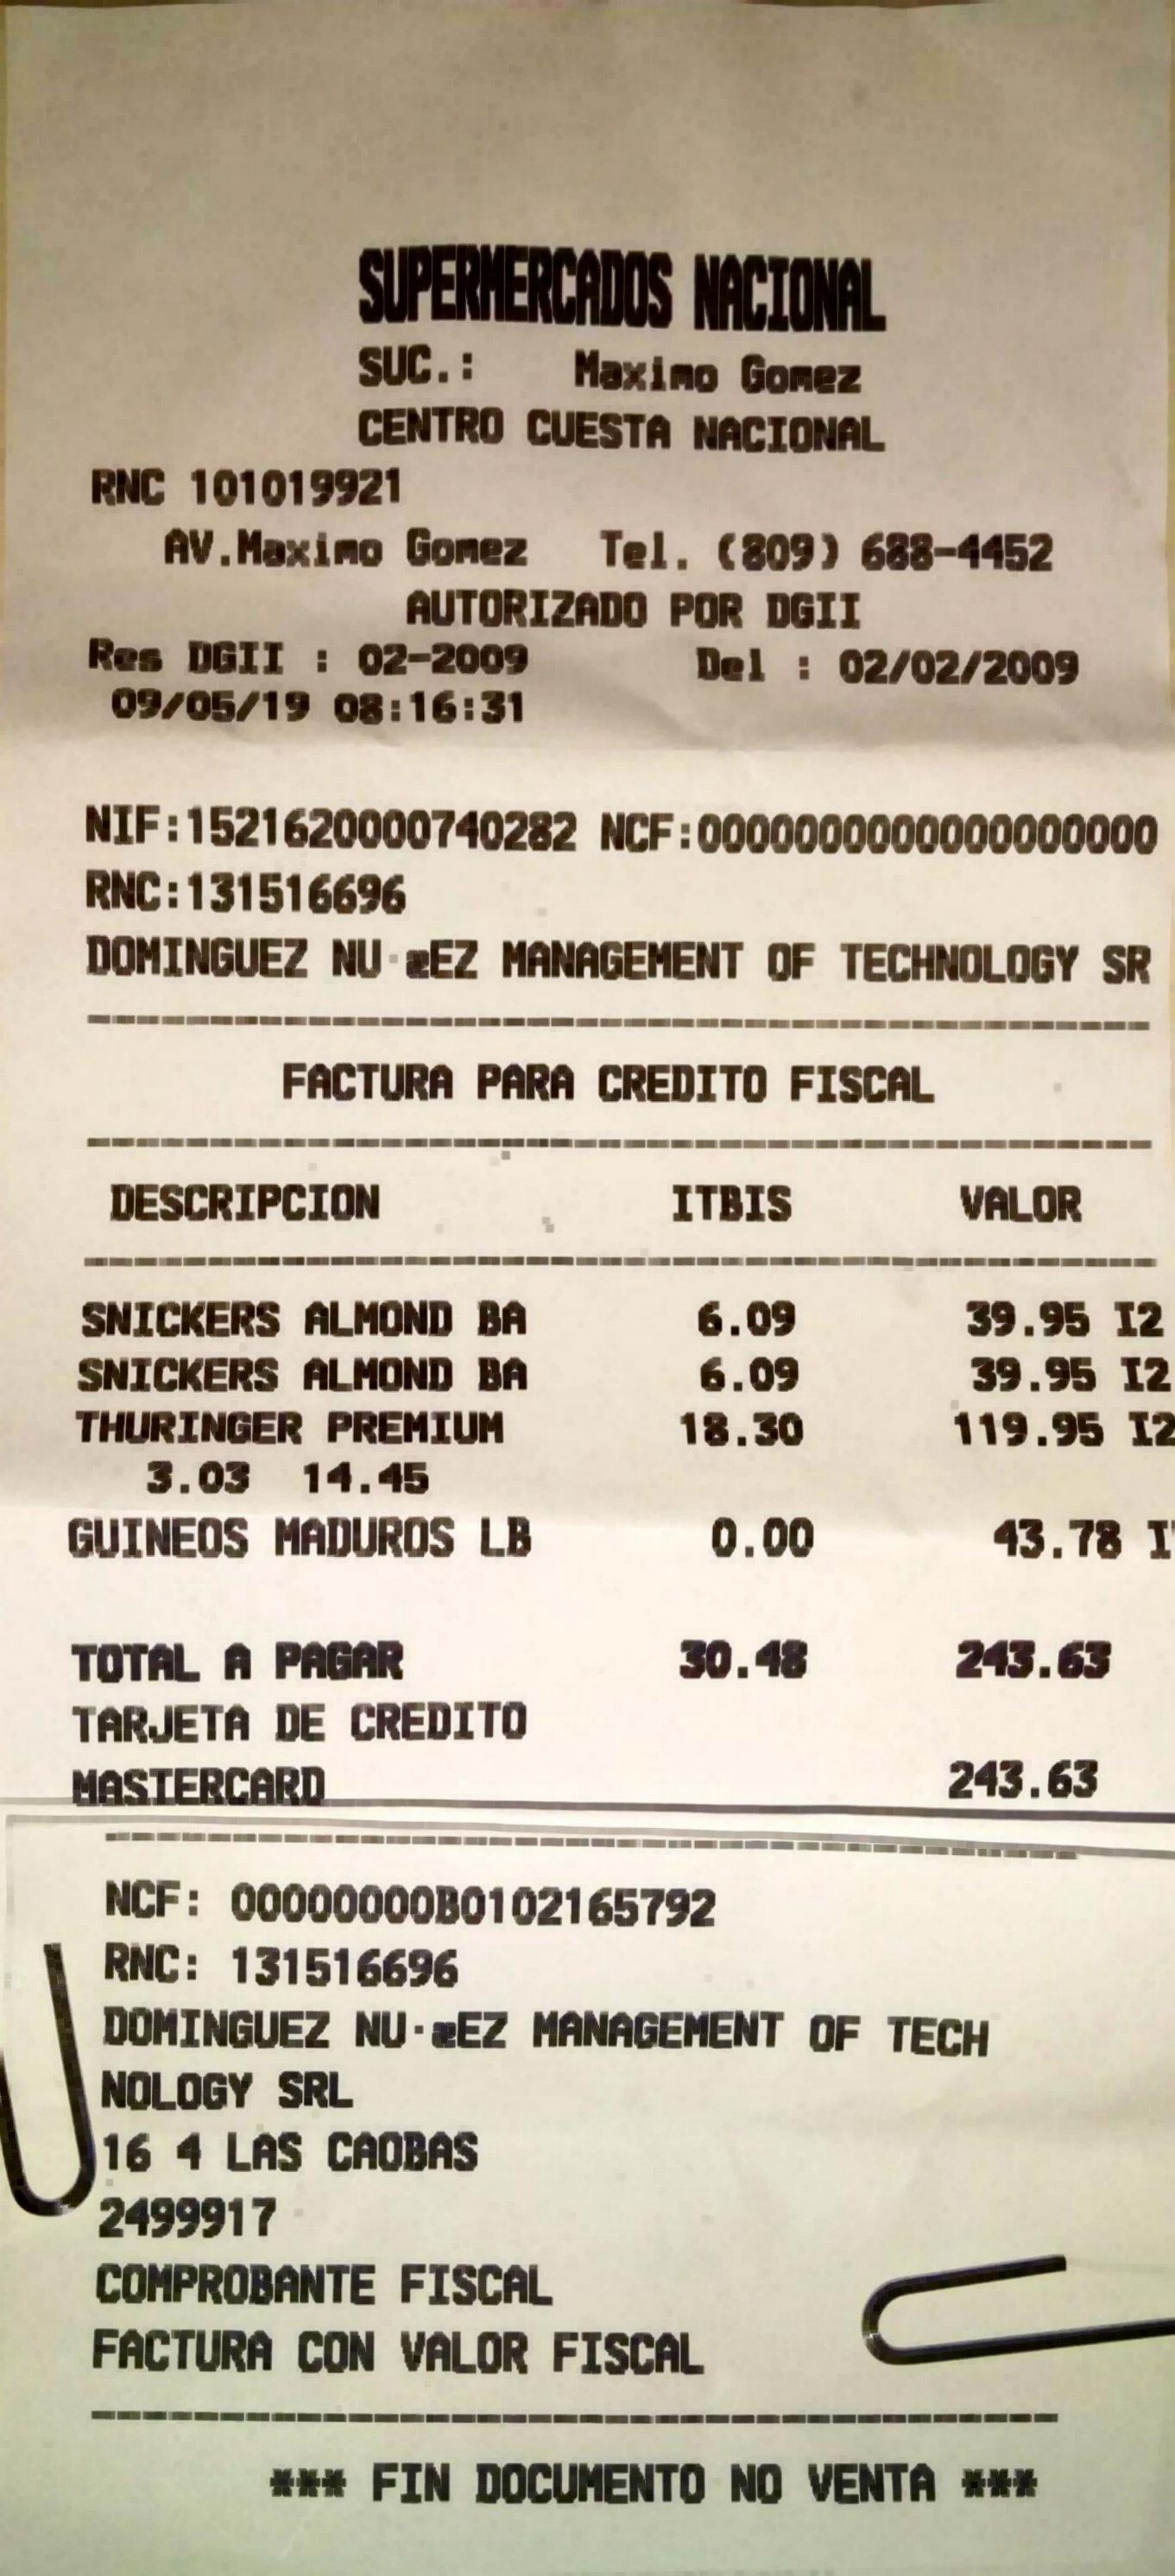 SUPERMERCADOS NACIONAL
SUC.: Maximo Gomez
CENTRO CUESTA NACIONAL
RNC 101019921
AV.Maximo Gomez Tel. (809) 688-4452
AUTORIZADO POR DGII
Res DGII : 02-2009 Del : 02/02/2009
09/05/19 08:16:31
NIF:1521620000740282 NCF:0000000000000000000
RNC:131516696
DOMINGUEZ NU·øEZ MANAGEMENT OF TECHNOLOGY SR
FACTURA PARA CREDITO FISCAL
DESCRIPCION ITBIS VALOR
SNICKERS ALMOND BA 6.09 39.95 I2
SNICKERS ALMOND BA 6.09 39.95 I2
THURINGER PREMIUM 18.30 119.95 I2
3.03 14.45
GUINEOS MADUROS LB 0.00 43.78
TOTAL A PAGAR 30.48 243.63
TARJETA DE CREDITO
MASTERCARD 243.63
NCF: 00000000B0102165792
RNC: 131516696
DOMINGUEZ NU·øEZ MANAGEMENT OF TECH
NOLOGY SRL
16 4 LAS CAOBAS
2499917
COMPROBANTE FISCAL
FACTURA CON VALOR FISCAL
*** FIN DOCUMENTO NO VENTA ***